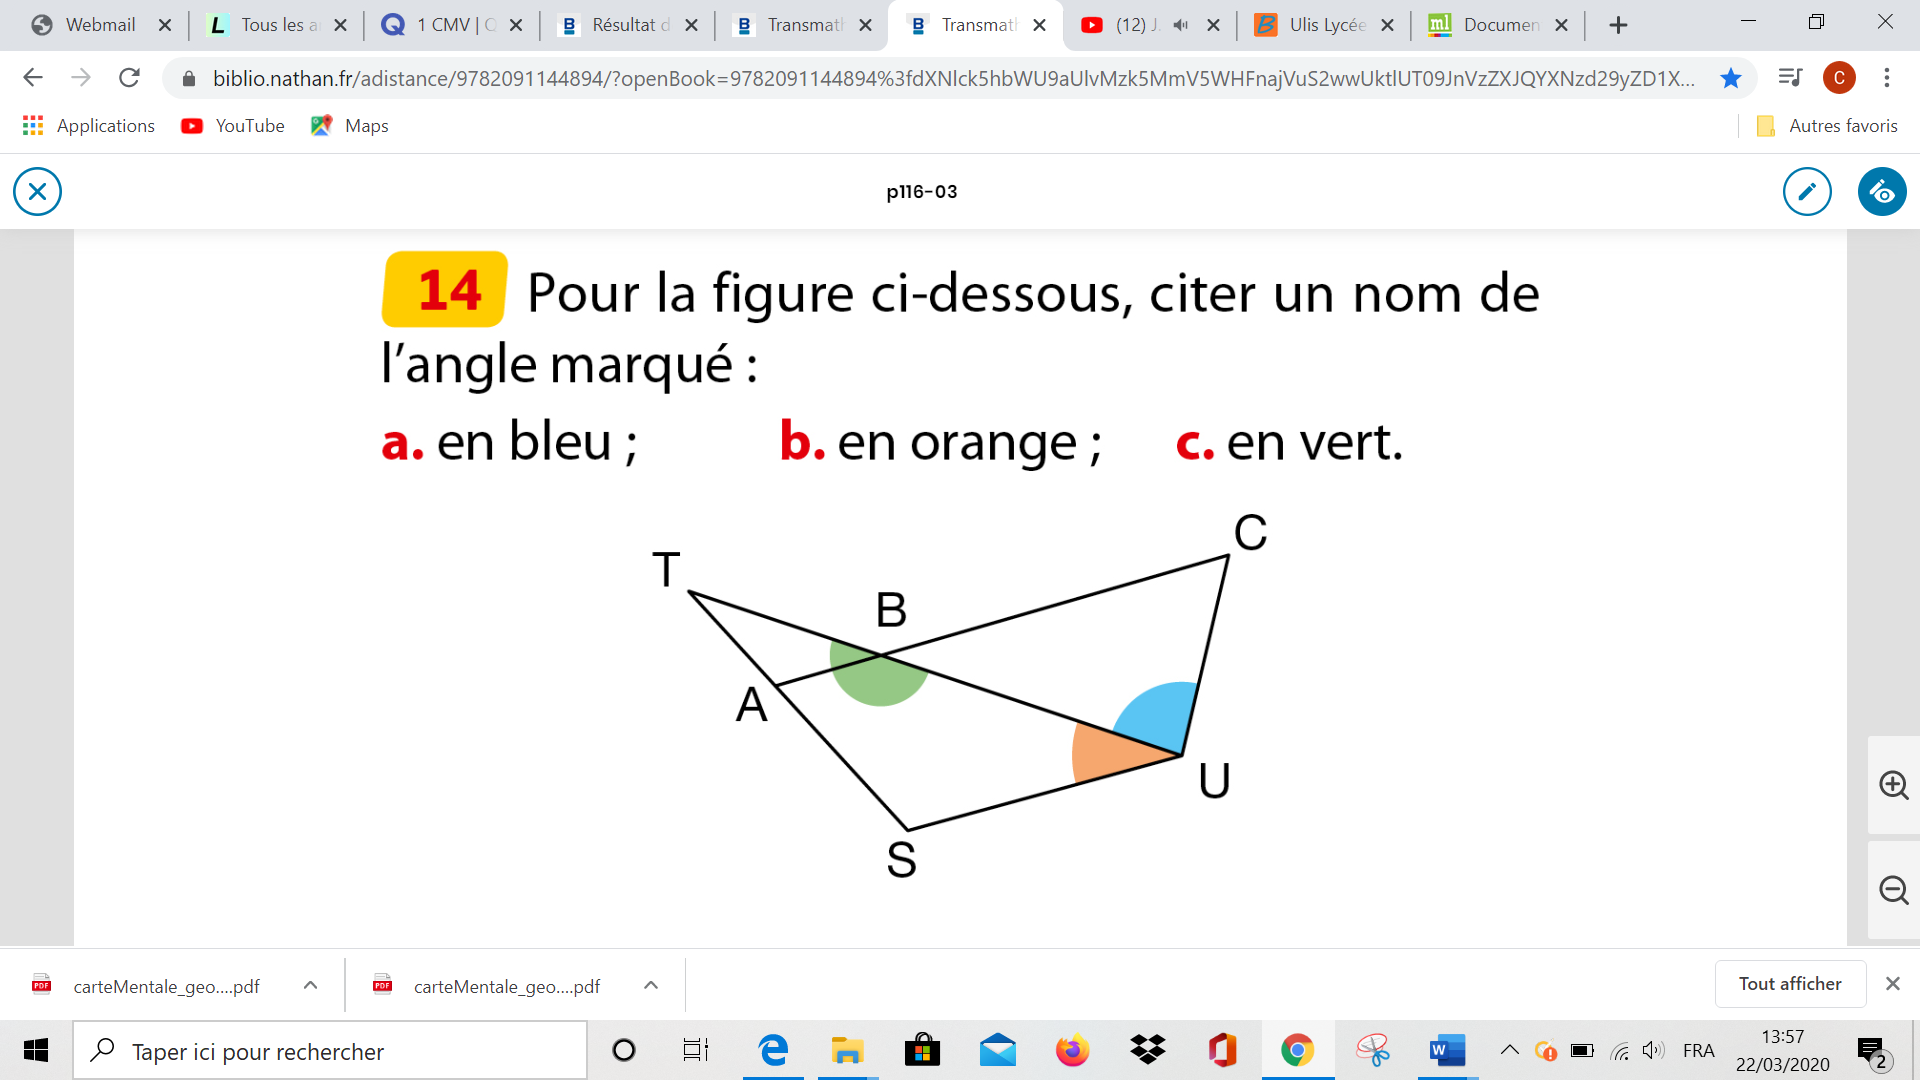 Webmail
Tous les a
1 CMV | Q
Résultat d
Transmath
Transmath
(12) J
Ulis Lycée
Documen
biblio.nathan.fr/adistance/9782091144894/?openBook=9782091144894%3fdXNlck5hbWU9aUlvMzk5MmV5WHFnajVuS2wwUktlUT09JnVzZXJQYXNzd29yZD1X...
C
Applications
YouTube
Maps
Autres favoris
p116-03
14 Pour la figure ci-dessous, citer un nom de
l’angle marqué :
a. en bleu ; b. en orange ; c. en vert.
C
T
B
A
U
S
carteMentale_geo....pdf
carteMentale_geo....pdf
Tout afficher
Taper ici pour rechercher
FRA
13:57
22/03/2020
2